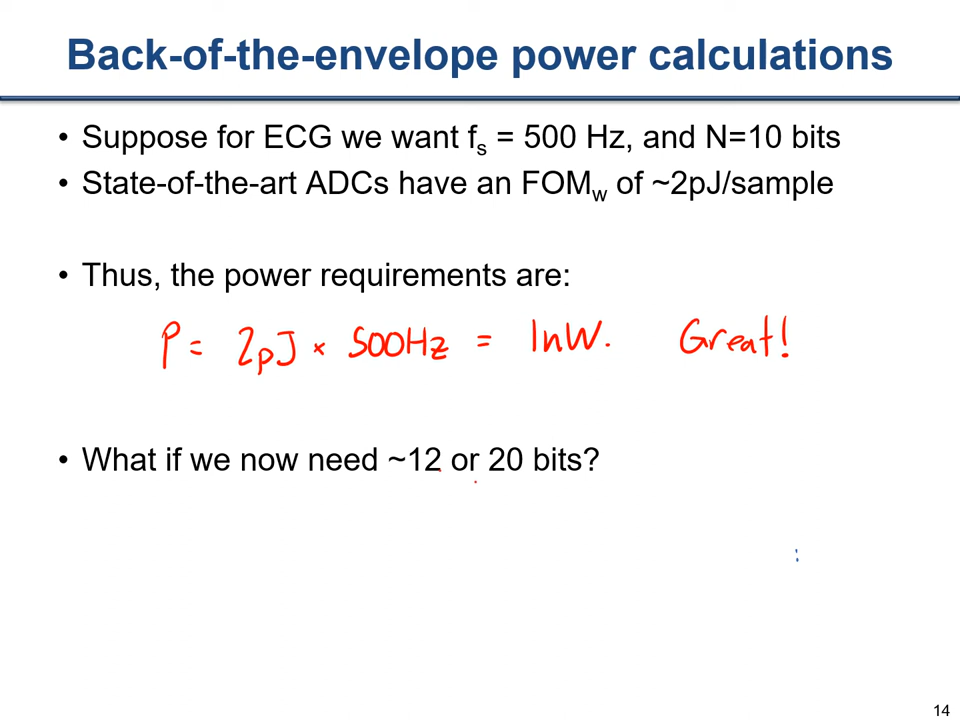 Back-of-the-envelope power calculations
• Suppose for ECG we want fs = 500 Hz, and N=10 bits
• State-of-the-art ADCs have an FOMw of ~2pJ/sample
• Thus, the power requirements are:
P = 2pJ × 500Hz = 1nW. Great!
• What if we now need ~12 or 20 bits?
14